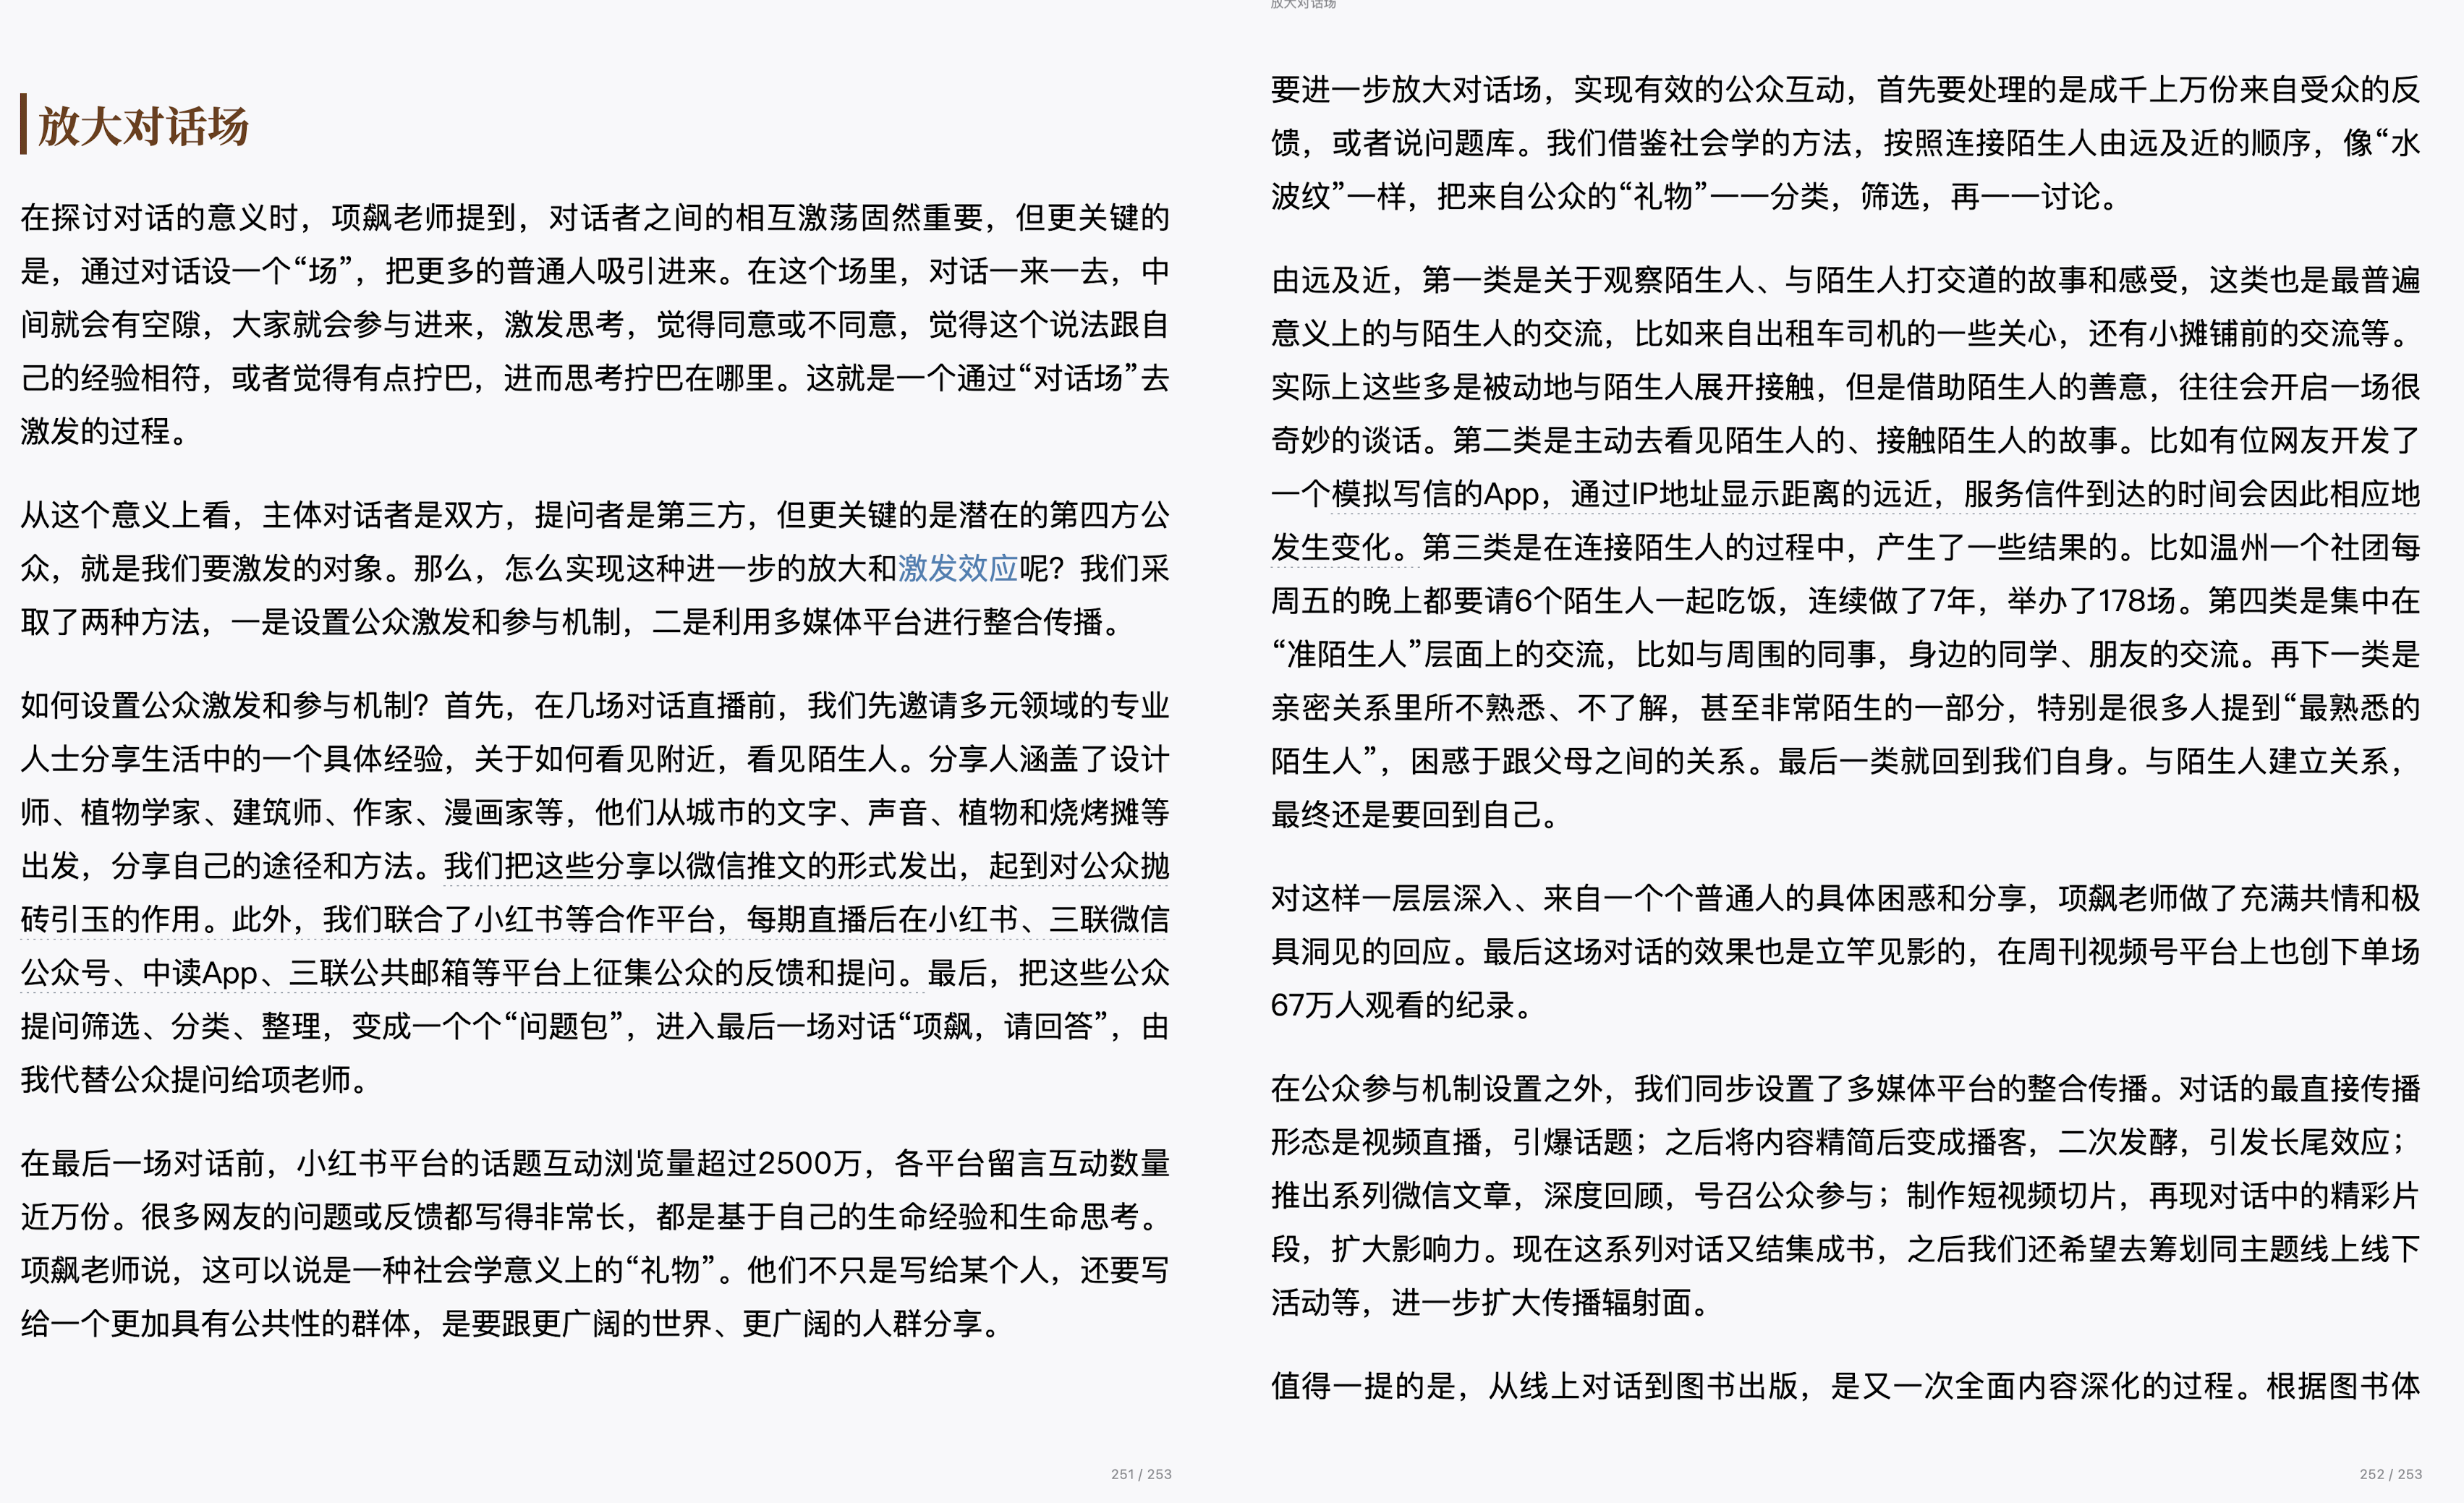 放大对话场
在探讨对话的意义时，项飙老师提到，对话者之间的相互激荡固然重要，但更关键的
是，通过对话设一个“场”，把更多的普通人吸引进来。在这个场里，对话一来一去，中
间就会有空隙，大家就会参与进来，激发思考，觉得同意或不同意，觉得这个说法跟自
己的经验相符，或者觉得有点拧巴，进而思考拧巴在哪里。这就是一个通过“对话场”去
激发的过程。
从这个意义上看，主体对话者是双方，提问者是第三方，但更关键的是潜在的第四方公
众，就是我们要激发的对象。那么，怎么实现这种进一步的放大和激发效应呢？我们采
取了两种方法，一是设置公众激发和参与机制，二是利用多媒体平台进行整合传播。
如何设置公众激发和参与机制？首先，在几场对话直播前，我们先邀请多元领域的专业
人士分享生活中的一个具体经验，关于如何看见附近，看见陌生人。分享人涵盖了设计
师、植物学家、建筑师、作家、漫画家等，他们从城市的文字、声音、植物和烧烤摊等
出发，分享自己的途径和方法。我们把这些分享以微信推文的形式发出，起到对公众抛
砖引玉的作用。此外，我们联合了小红书等合作平台，每期直播后在小红书、三联微信
公众号、中读App、三联公共邮箱等平台上征集公众的反馈和提问。最后，把这些公众
提问筛选、分类、整理，变成一个个“问题包”，进入最后一场对话“项飙，请回答”，由
我代替公众提问给项老师。
在最后一场对话前，小红书平台的话题互动浏览量超过2500万，各平台留言互动数量
近万份。很多网友的问题或反馈都写得非常长，都是基于自己的生命经验和生命思考。
项飙老师说，这可以说是一种社会学意义上的“礼物”。他们不只是写给某个人，还要写
给一个更加具有公共性的群体，是要跟更广阔的世界、更广阔的人群分享。
251 / 253
放大对话场
要进一步放大对话场，实现有效的公众互动，首先要处理的是成千上万份来自受众的反
馈，或者说问题库。我们借鉴社会学的方法，按照连接陌生人由远及近的顺序，像“水
波纹”一样，把来自公众的“礼物”一一分类，筛选，再一一讨论。
由远及近，第一类是关于观察陌生人、与陌生人打交道的故事和感受，这类也是最普遍
意义上的与陌生人的交流，比如来自出租车司机的一些关心，还有小摊铺前的交流等。
实际上这些多是被动地与陌生人展开接触，但是借助陌生人的善意，往往会开启一场很
奇妙的谈话。第二类是主动去看见陌生人的、接触陌生人的故事。比如有位网友开发了
一个模拟写信的App，通过IP地址显示距离的远近，服务信件到达的时间会因此相应地
发生变化。第三类是在连接陌生人的过程中，产生了一些结果的。比如温州一个社团每
周五的晚上都要请6个陌生人一起吃饭，连续做了7年，举办了178场。第四类是集中在
“准陌生人”层面上的交流，比如与周围的同事，身边的同学、朋友的交流。再下一类是
亲密关系里所不熟悉、不了解，甚至非常陌生的一部分，特别是很多人提到“最熟悉的
陌生人”，困惑于跟父母之间的关系。最后一类就回到我们自身。与陌生人建立关系，
最终还是要回到自己。
对这样一层层深入、来自一个个普通人的具体困惑和分享，项飙老师做了充满共情和极
具洞见的回应。最后这场对话的效果也是立竿见影的，在周刊视频号平台上也创下单场
67万人观看的纪录。
在公众参与机制设置之外，我们同步设置了多媒体平台的整合传播。对话的最直接传播
形态是视频直播，引爆话题；之后将内容精简后变成播客，二次发酵，引发长尾效应；
推出系列微信文章，深度回顾，号召公众参与；制作短视频切片，再现对话中的精彩片
段，扩大影响力。现在这系列对话又结集成书，之后我们还希望去筹划同主题线上线下
活动等，进一步扩大传播辐射面。
值得一提的是，从线上对话到图书出版，是又一次全面内容深化的过程。根据图书体
252 / 253